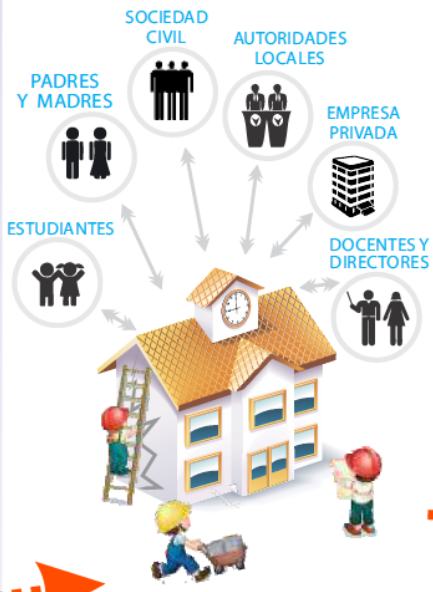 SOCIEDAD
CIVIL
AUTORIDADES
LOCALES
PADRES
Y MADRES
EMPRESA
PRIVADA
ESTUDIANTES
DOCENTES Y
DIRECTORES